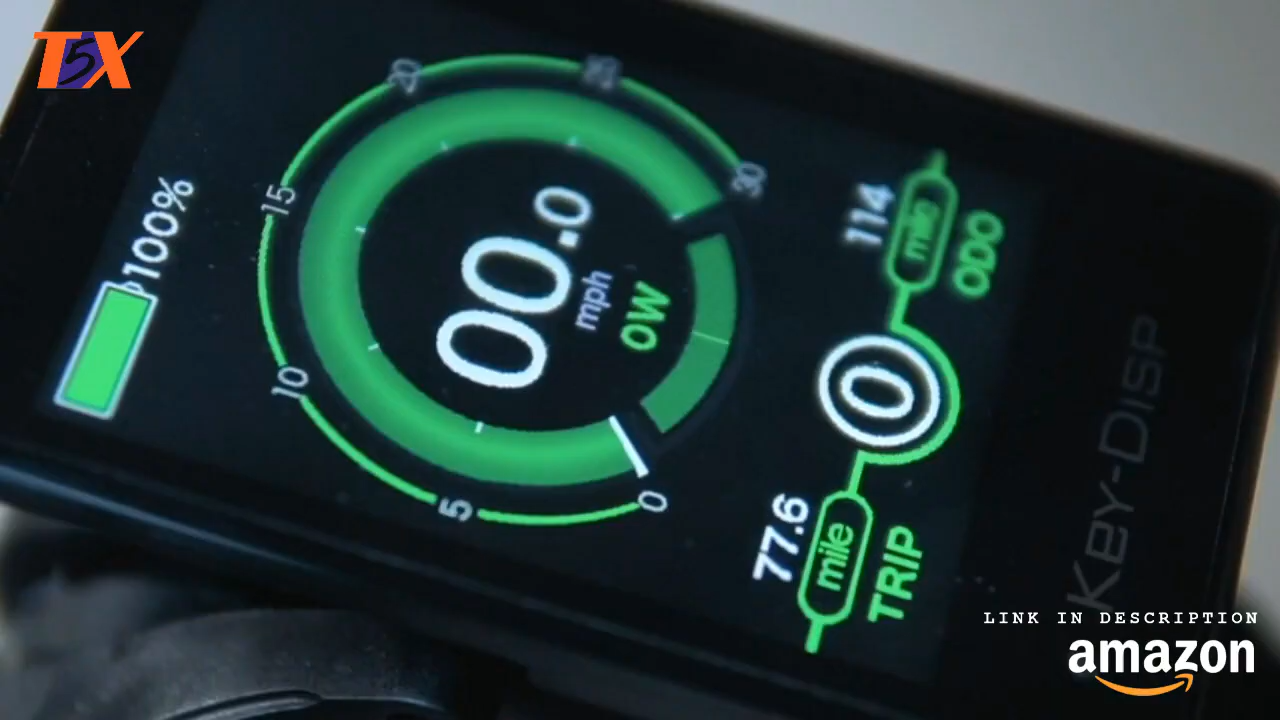 T5X
100%
0
5
10
15
20
25
30
00.0
mph
0W
77.6
mile
TRIP
0
114
mile
ODO
KEY-DISP
LINK IN DESCRIPTION
amazon